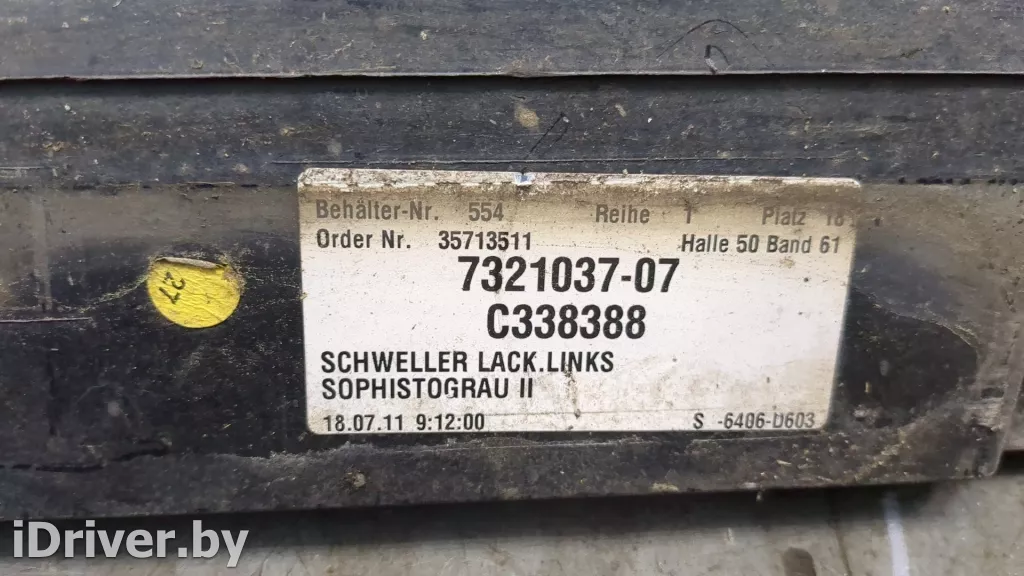 Behälter-Nr. 554 Reihe 1 Platz 18
Order Nr. 35713511 Halle 50 Band 61
7321037-07
C338388
SCHWELLER LACK.LINKS
SOPHISTOGRAU II
18.07.11 9:12:00 S -6406-U603
27
iDriver.by